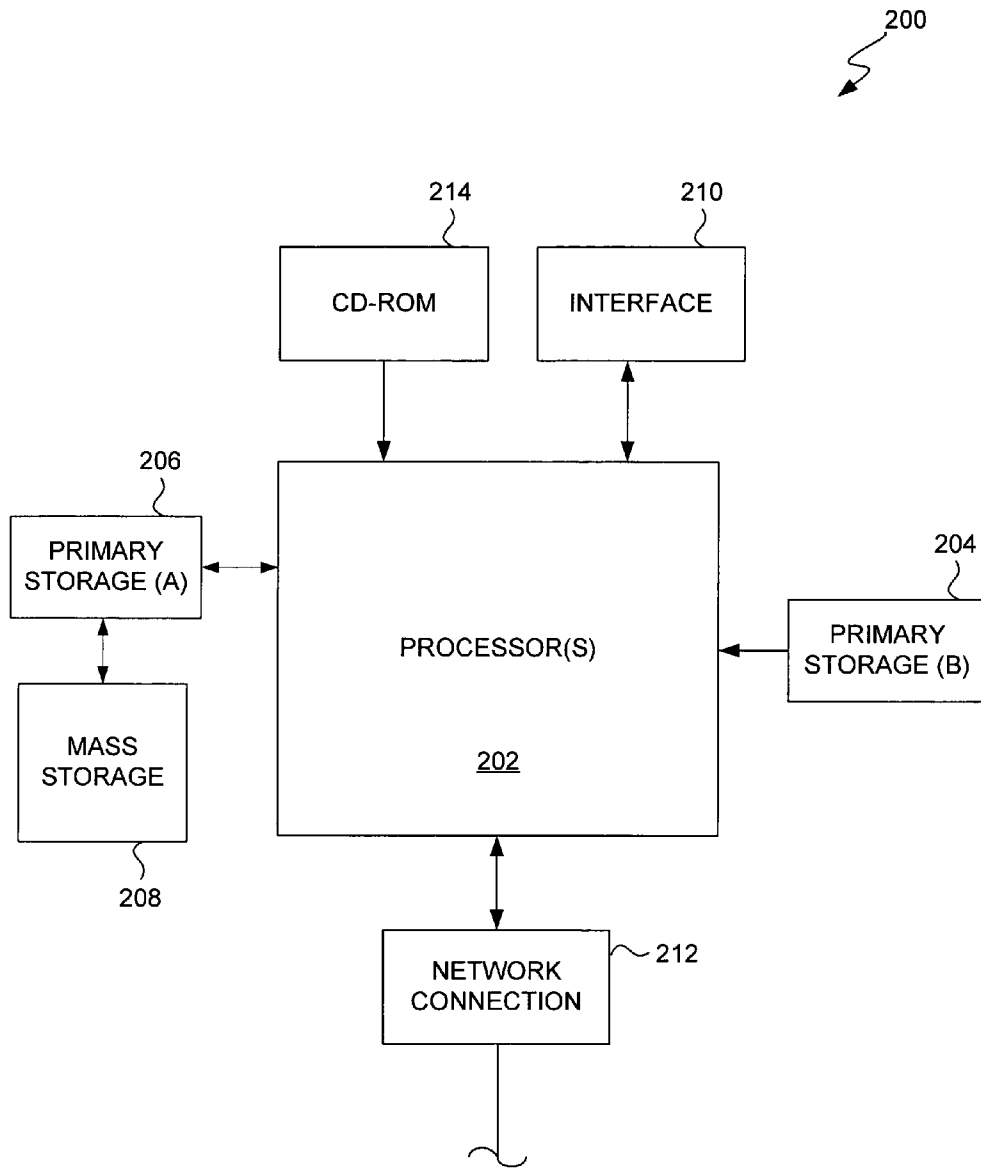 200
214
210
CD-ROM
INTERFACE
206
PRIMARY
STORAGE (A)
204
PROCESSOR(S)
PRIMARY
STORAGE (B)
MASS
STORAGE
202
208
NETWORK
CONNECTION
212